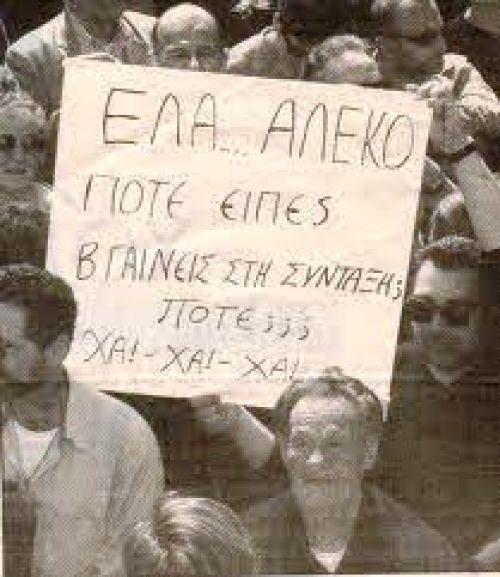 ΕΛΑ... ΑΛΕΚΟ
ΠΟΤΕ ΕΙΠΕς
ΒΓΑΙΝΕΙΣ ΣΤΗ ΣΥΝΤΑΞΗ;
ΠΟΤΕ;;;
ΧΑ!-ΧΑ!-ΧΑ!